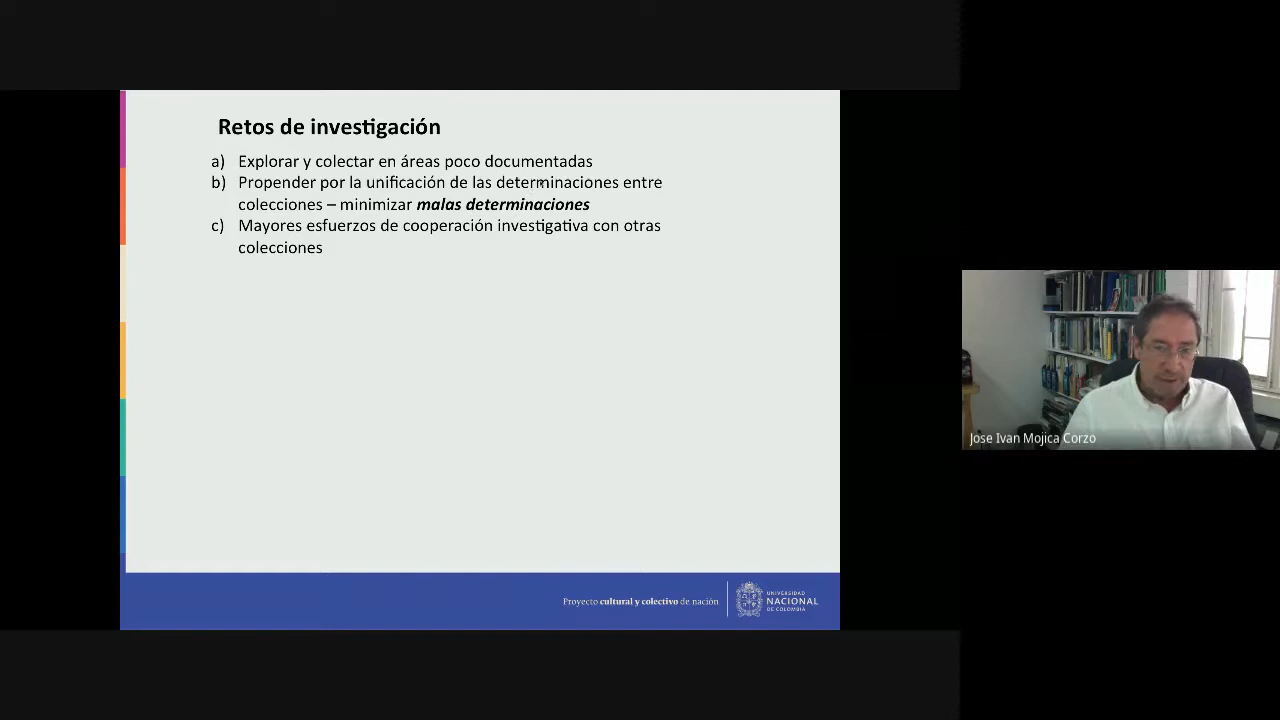 Retos de investigación
a) Explorar y colectar en áreas poco documentadas
b) Propender por la unificación de las determinaciones entre
colecciones – minimizar malas determinaciones
c) Mayores esfuerzos de cooperación investigativa con otras
colecciones
Jose Ivan Mojica Corzo
Proyecto cultural y colectivo de nación
UNIVERSIDAD
NACIONAL
DE COLOMBIA